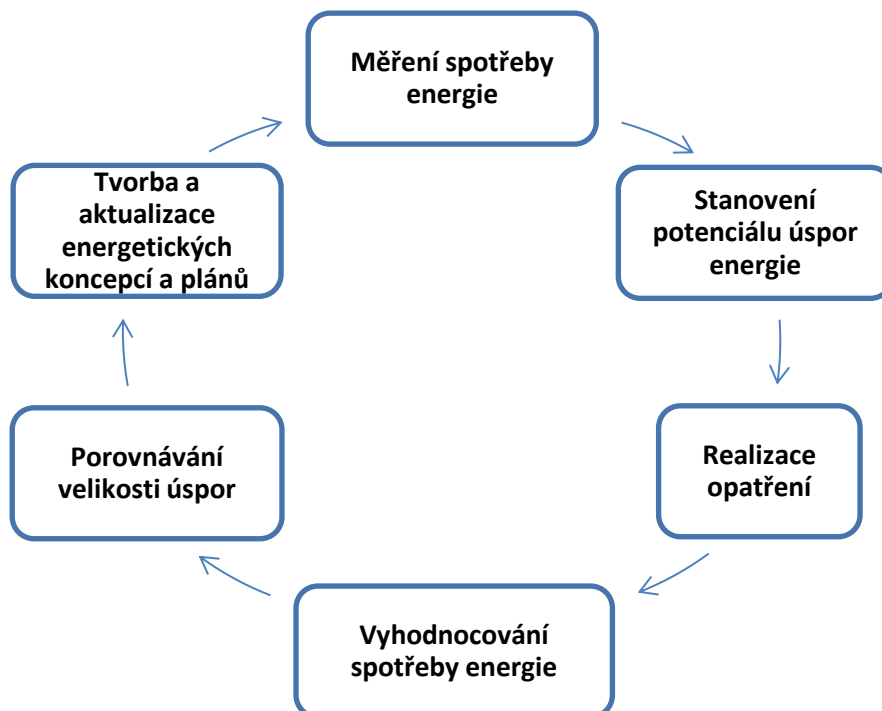 Měření spotřeby
energie
Stanovení
potenciálu úspor
energie
Realizace
opatření
Vyhodnocování
spotřeby energie
Porovnávání
velikosti úspor
Tvorba a
aktualizace
energetických
koncepcí a plánů